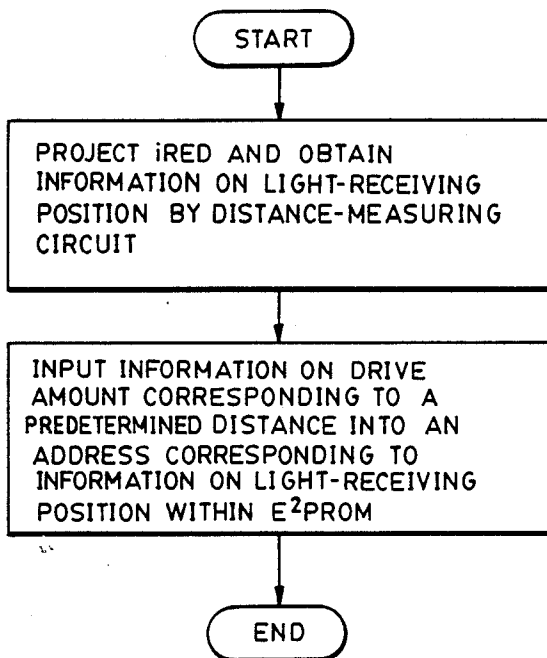 START
PROJECT iRED AND OBTAIN
INFORMATION ON LIGHT-RECEIVING
POSITION BY DISTANCE-MEASURING
CIRCUIT
INPUT INFORMATION ON DRIVE
AMOUNT CORRESPONDING TO A
PREDETERMINED DISTANCE INTO AN
ADDRESS CORRESPONDING TO
INFORMATION ON LIGHT-RECEIVING
POSITION WITHIN E²PROM
END